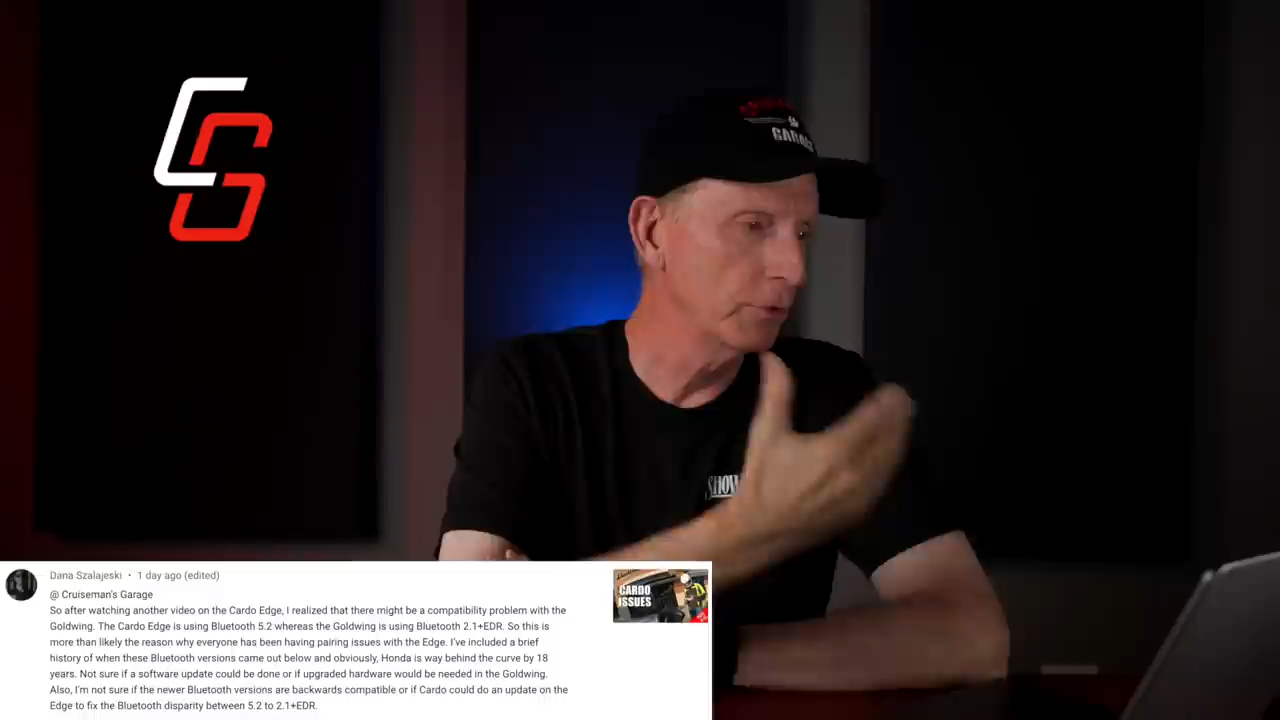 GARAGE
SHOW
Dana Szalajeski • 1 day ago (edited)
@ Cruiseman's Garage
So after watching another video on the Cardo Edge, I realized that there might be a compatibility problem with the
Goldwing. The Cardo Edge is using Bluetooth 5.2 whereas the Goldwing is using Bluetooth 2.1+EDR. So this is
more than likely the reason why everyone has been having pairing issues with the Edge. I've included a brief
history of when these Bluetooth versions came out below and obviously, Honda is way behind the curve by 18
years. Not sure if a software update could be done or if upgraded hardware would be needed in the Goldwing.
Also, I'm not sure if the newer Bluetooth versions are backwards compatible or if Cardo could do an update on the
Edge to fix the Bluetooth disparity between 5.2 to 2.1+EDR.
CARDO
ISSUES